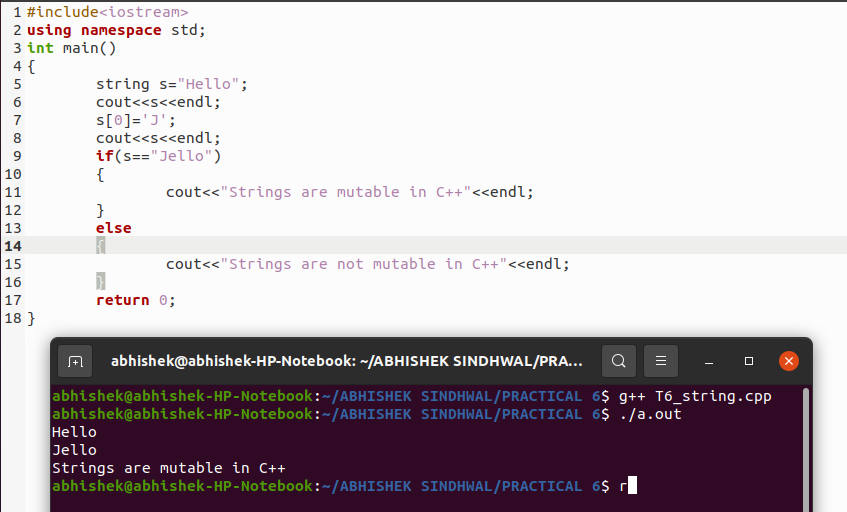 1 #include<iostream>
2 using namespace std;
3 int main()
4 {
5 string s="Hello";
6 cout<<s<<endl;
7 s[0]='J';
8 cout<<s<<endl;
9 if(s=="Jello")
10 {
11 cout<<"Strings are mutable in C++"<<endl;
12 }
13 else
14 {
15 cout<<"Strings are not mutable in C++"<<endl;
16 }
17 return 0;
18 }
abhishek@abhishek-HP-Notebook: ~/ABHISHEK SINDHWAL/PRA...
abhishek@abhishek-HP-Notebook:~/ABHISHEK SINDHWAL/PRACTICAL 6$ g++ T6_string.cpp
abhishek@abhishek-HP-Notebook:~/ABHISHEK SINDHWAL/PRACTICAL 6$ ./a.out
Hello
Jello
Strings are mutable in C++
abhishek@abhishek-HP-Notebook:~/ABHISHEK SINDHWAL/PRACTICAL 6$ r